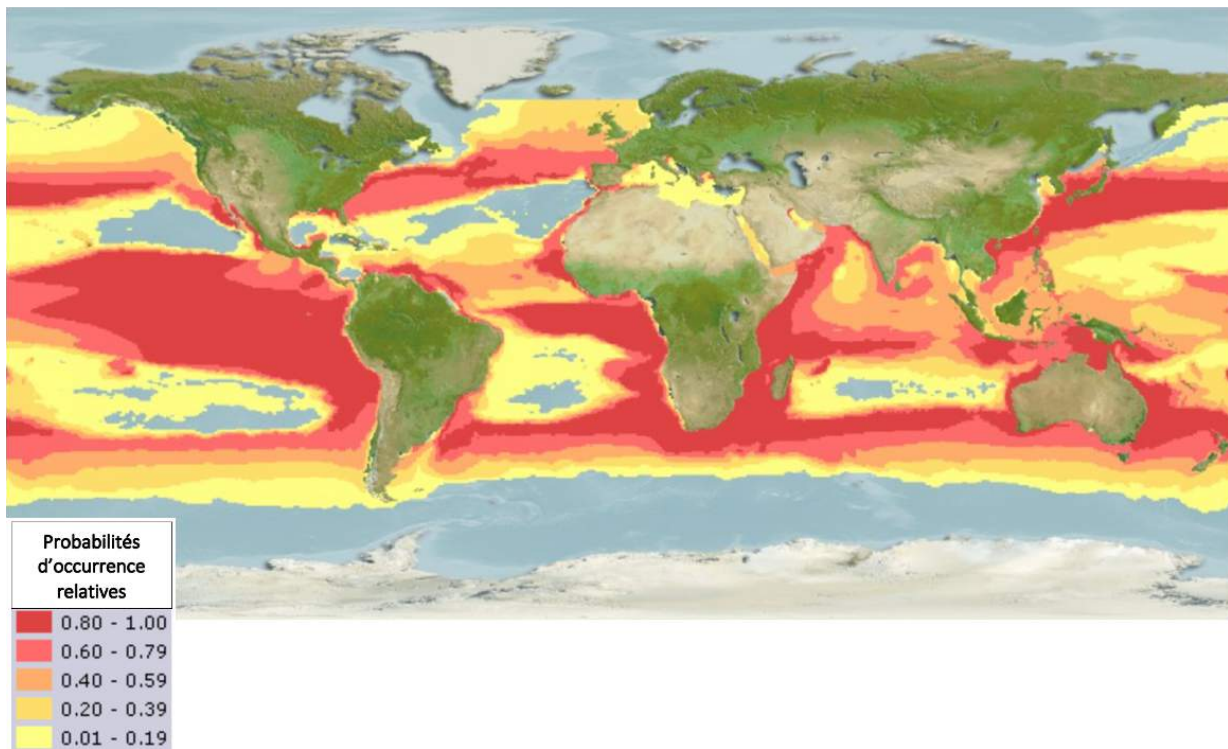 Probabilités
d'occurrence
relatives
0.80 - 1.00
0.60 - 0.79
0.40 - 0.59
0.20 - 0.39
0.01 - 0.19